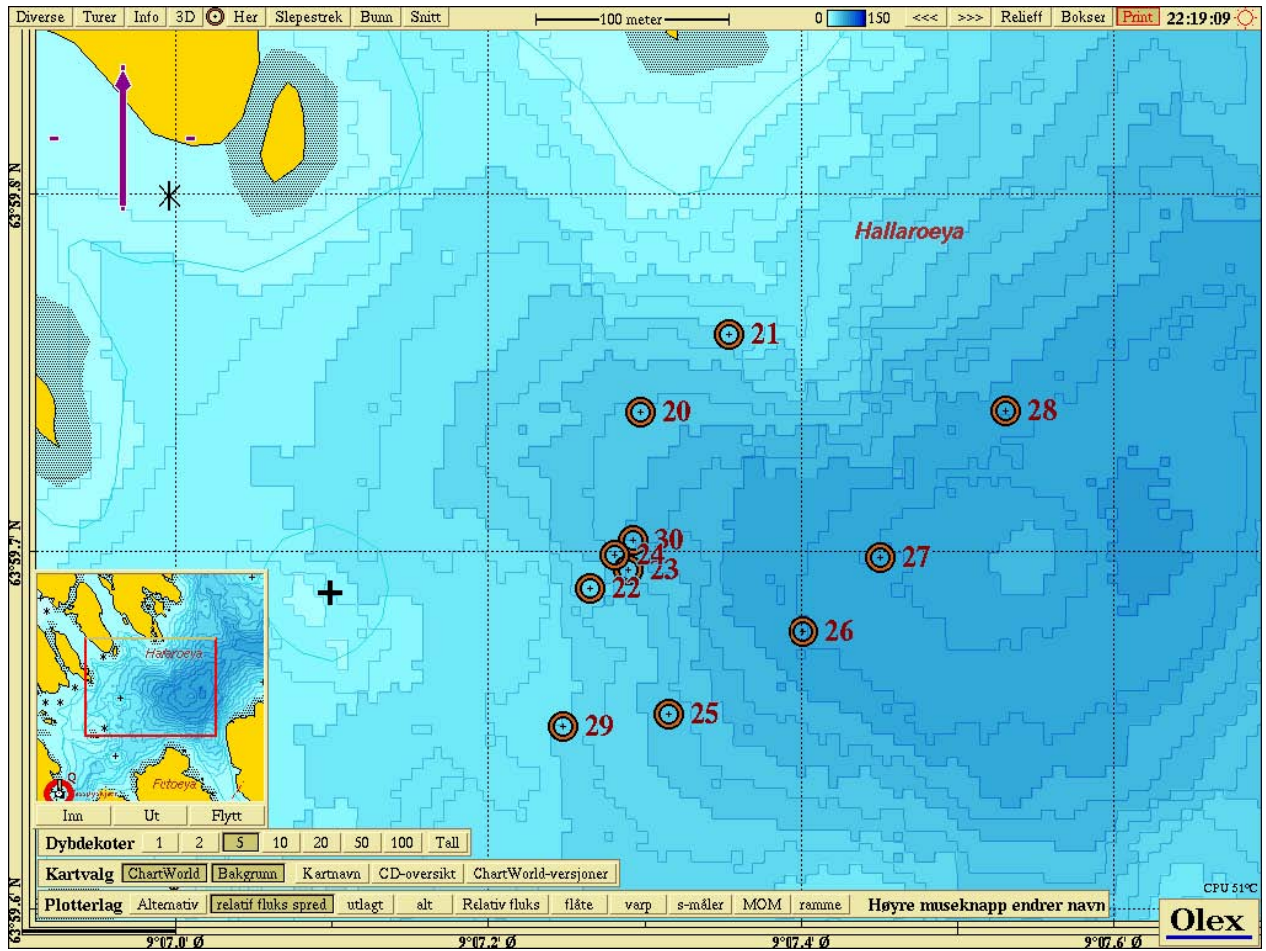 Diverse Turer Info 3D Her Slepestrek Bunn Snitt 100 meter 0 150 <<< >>> Relieff Bokser Print 22:19:09
63°59.8' N
Hallaroeya
21
20
28
30
63°59.7' N
24
27
23
22
26
Hallaroeya
25
29
Q
Futoeya
Inn Ut Flytt
Dybdekoter 1 2 5 10 20 50 100 Tall
Kartvalg ChartWorld Bakgrunn Kartnavn CD-oversikt ChartWorld-versjoner
CPU 51°C
63°59.6' N
Plotterlag Alternativ relatif fluks spred utlagt alt Relativ fluks flåte varp s-måler MOM ramme Høyre museknapp endrer navn
Olex
9°07.0' Ø 9°07.2' Ø 9°07.4' Ø 9°07.6' Ø